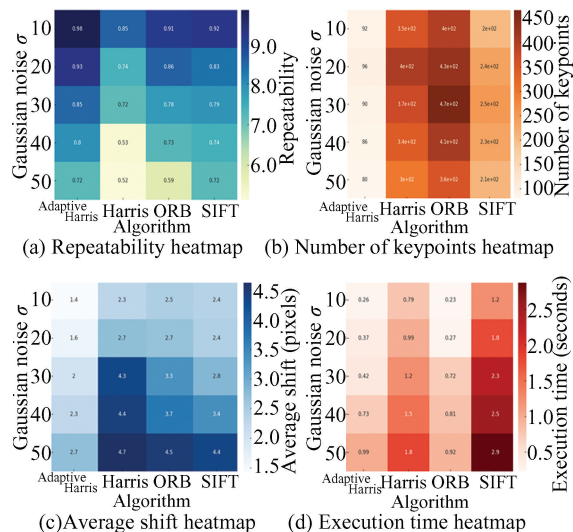 Gaussian noise σ
10
20
30
40
50
0.98 0.85 0.91 0.92
0.93 0.74 0.86 0.83
0.85 0.72 0.78 0.79
0.8 0.53 0.73 0.74
0.72 0.52 0.59 0.72
9.0
8.0
7.0
6.0
Repeatability
Adaptive Harris Harris ORB SIFT
Algorithm
(a) Repeatability heatmap
Gaussian noise σ
10
20
30
40
50
92 3.5e+02 4e+02 2e+02
96 4e+02 4.3e+02 2.4e+02
90 3.7e+02 4.7e+02 2.5e+02
86 3.4e+02 4.1e+02 2.3e+02
80 3e+02 3.6e+02 2.1e+02
450
400
350
300
250
200
150
100
Number of keypoints
Adaptive Harris Harris ORB SIFT
Algorithm
(b) Number of keypoints heatmap
Gaussian noise σ
10
20
30
40
50
1.4 2.3 2.5 2.4
1.6 2.7 2.7 2.4
2 4.3 3.3 2.8
2.3 4.4 3.7 3.4
2.7 4.7 4.5 4.4
4.5
4.0
3.5
3.0
2.5
2.0
1.5
Average shift (pixels)
Adaptive Harris Harris ORB SIFT
Algorithm
(c)Average shift heatmap
Gaussian noise σ
10
20
30
40
50
0.26 0.79 0.23 1.2
0.37 0.99 0.27 1.8
0.42 1.2 0.72 2.3
0.73 1.5 0.81 2.5
0.99 1.8 0.92 2.9
2.5
2.0
1.5
1.0
0.5
Execution time (seconds)
Adaptive Harris Harris ORB SIFT
Algorithm
(d) Execution time heatmap